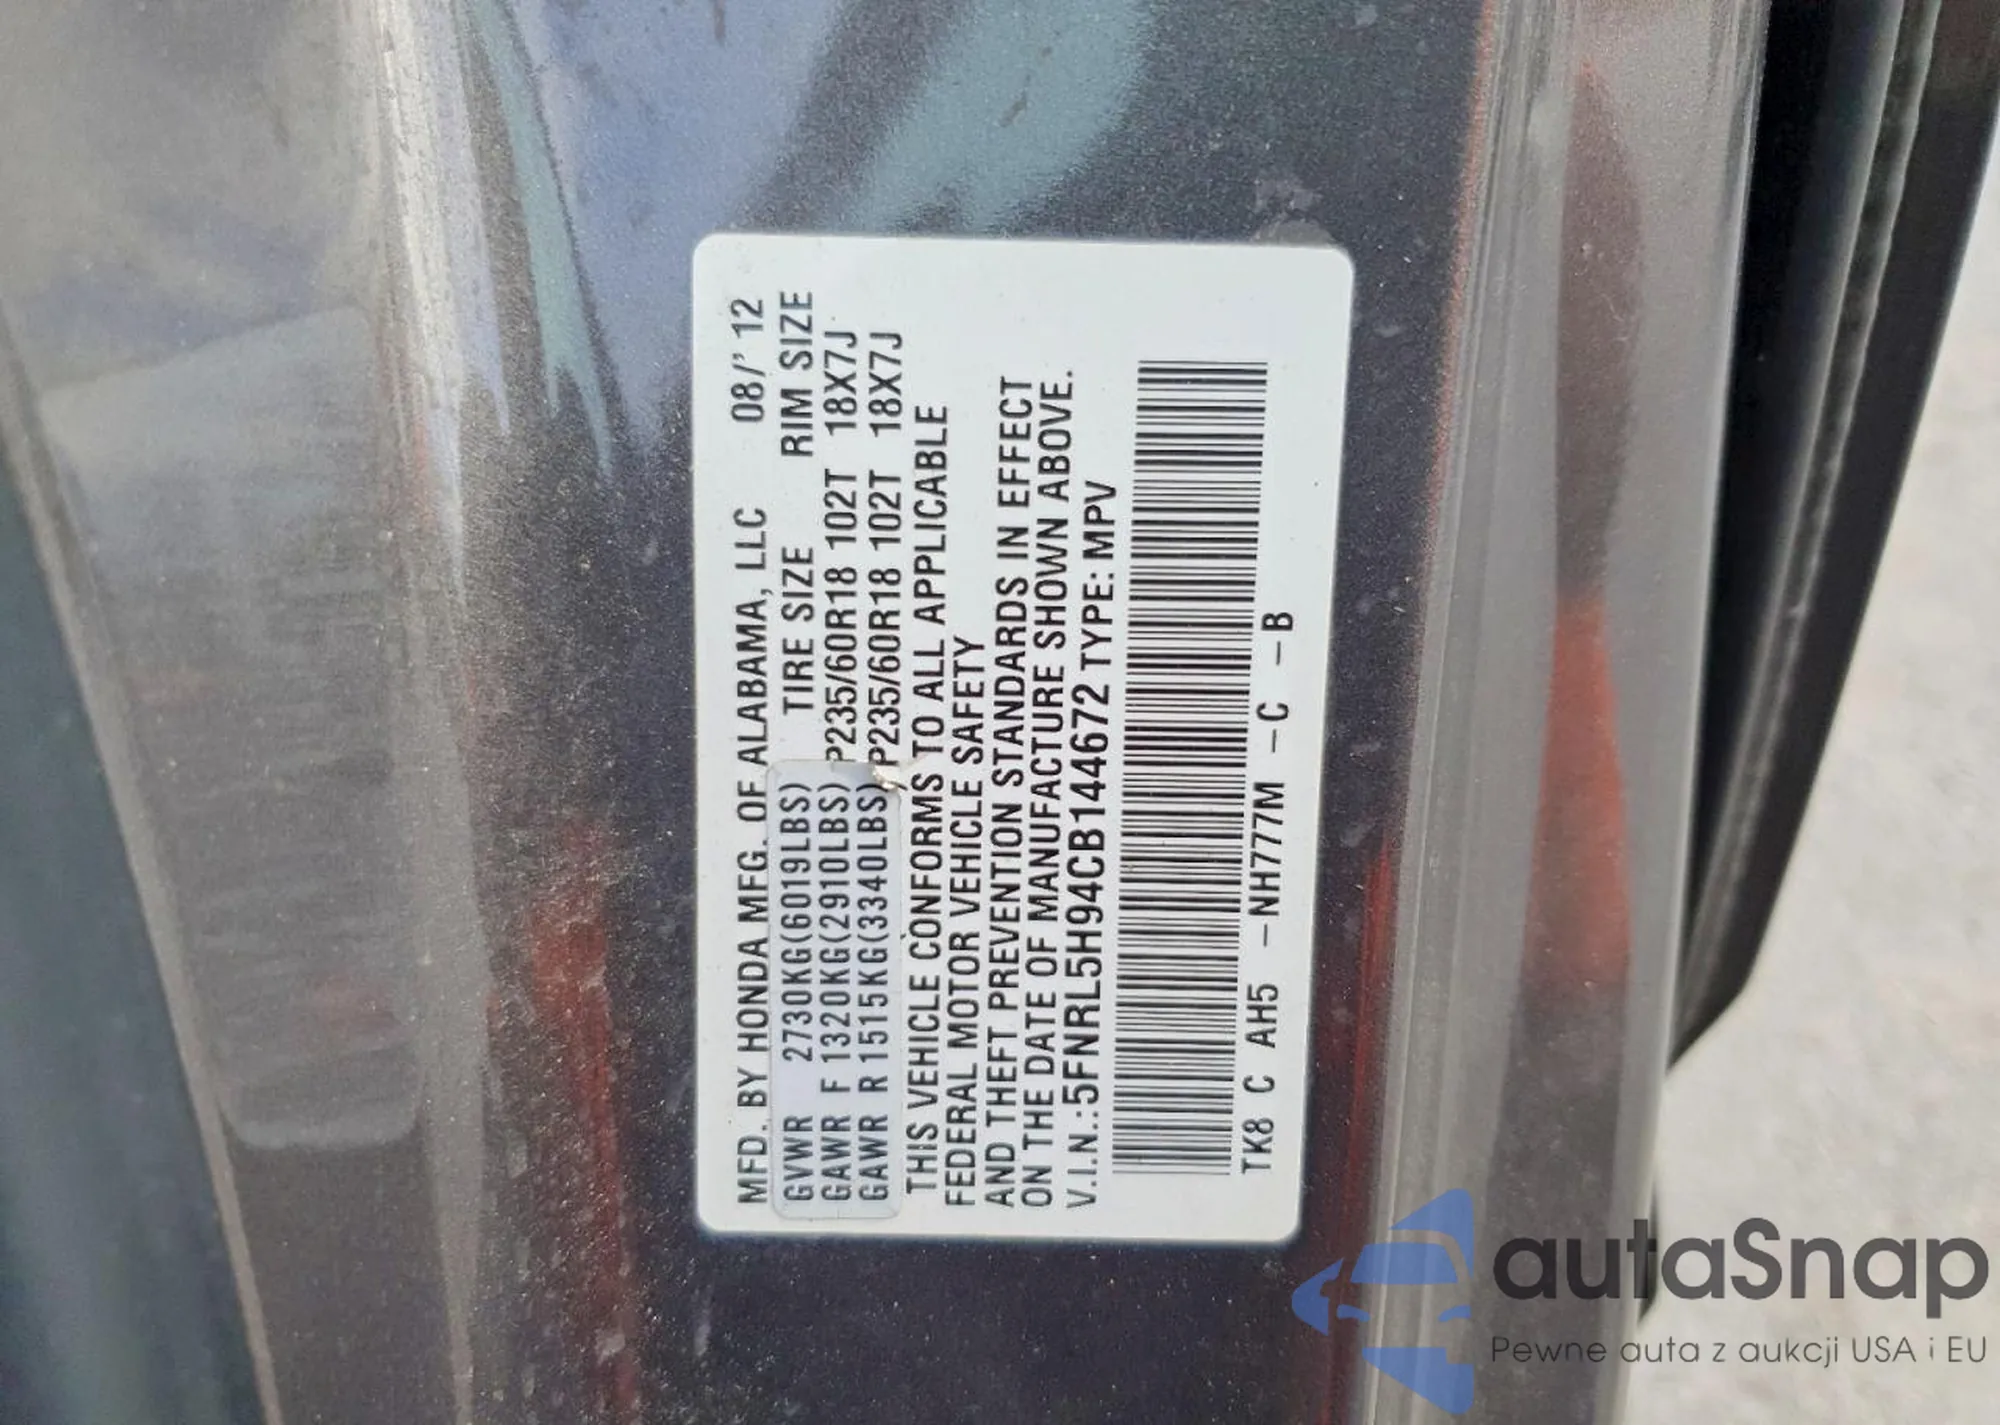 MFD. BY HONDA MFG. OF ALABAMA, LLC 08/'12
GVWR 2730KG(6019LBS) TIRE SIZE RIM SIZE
GAWR F 1320KG(2910LBS) P235/60R18 102T 18X7J
GAWR R 1515KG(3340LBS) P235/60R18 102T 18X7J
THIS VEHICLE CONFORMS TO ALL APPLICABLE
FEDERAL MOTOR VEHICLE SAFETY
AND THEFT PREVENTION STANDARDS IN EFFECT
ON THE DATE OF MANUFACTURE SHOWN ABOVE.
V.I.N.:5FNRL5H94CB144672 TYPE: MPV
TK8 C AH5 -NH777M -C -B
autaSnap
Pewne auta z aukcji USA i EU